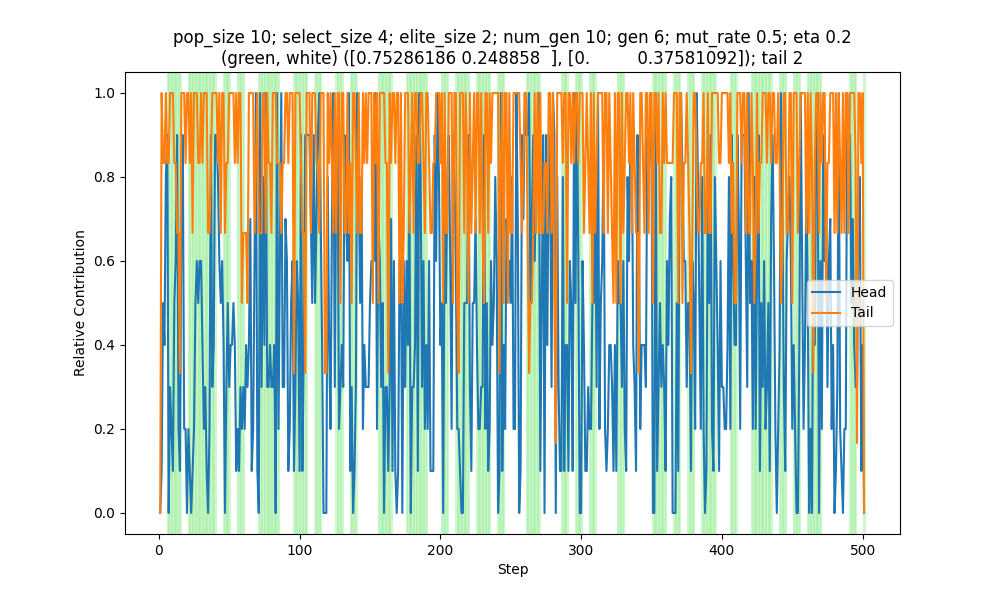 pop_size 10; select_size 4; elite_size 2; num_gen 10; gen 6; mut_rate 0.5; eta 0.2
(green, white) ([0.75286186 0.248858  ], [0.         0.37581092]); tail 2
1.0
0.8
0.6
0.4
0.2
0.0
Relative Contribution
Head
Tail
0 100 200 300 400 500
Step